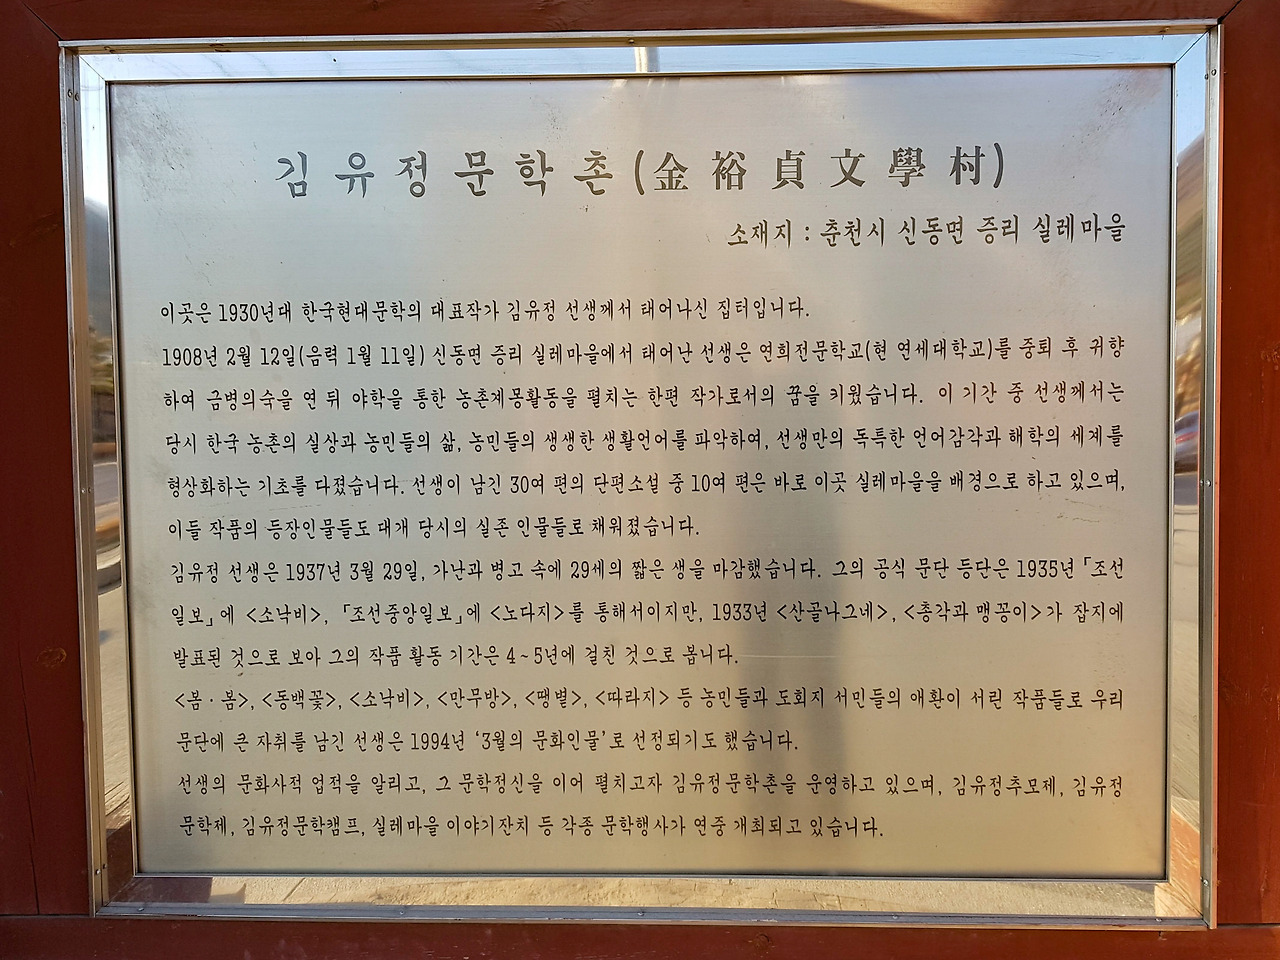 김유정문학촌(金裕貞文學村)
소재지 : 춘천시 신동면 증리 실레마을
이곳은 1930년대 한국현대문학의 대표작가 김유정 선생께서 태어나신 집터입니다.
1908년 2월 12일(음력 1월 11일) 신동면 증리 실레마을에서 태어난 선생은 연희전문학교(현 연세대학교)를 중퇴 후 귀향
하여 금병의숙을 연 뒤 야학을 통한 농촌계몽활동을 펼치는 한편 작가로서의 꿈을 키웠습니다. 이 기간 중 선생께서는
당시 한국 농촌의 실상과 농민들의 삶, 농민들의 생생한 생활언어를 파악하여, 선생만의 독특한 언어감각과 해학의 세계를
형상화하는 기초를 다졌습니다. 선생이 남긴 30여 편의 단편소설 중 10여 편은 바로 이곳 실레마을을 배경으로 하고 있으며,
이들 작품의 등장인물들도 대개 당시의 실존 인물들로 채워졌습니다.
김유정 선생은 1937년 3월 29일, 가난과 병고 속에 29세의 짧은 생을 마감했습니다. 그의 공식 문단 등단은 1935년 「조선
일보」에 <소낙비>, 「조선중앙일보」에 <노다지>를 통해서이지만, 1933년 <산골나그네>, <총각과 맹꽁이>가 잡지에
발표된 것으로 보아 그의 작품 활동 기간은 4~5년에 걸친 것으로 봅니다.
<봄·봄>, <동백꽃>, <소낙비>, <만무방>, <땡볕>, <따라지> 등 농민들과 도회지 서민들의 애환이 서린 작품들로 우리
문단에 큰 자취를 남긴 선생은 1994년 '3월의 문화인물'로 선정되기도 했습니다.
선생의 문화사적 업적을 알리고, 그 문학정신을 이어 펼치고자 김유정문학촌을 운영하고 있으며, 김유정추모제, 김유정
문학제, 김유정문학캠프, 실레마을 이야기잔치 등 각종 문학행사가 연중 개최되고 있습니다.